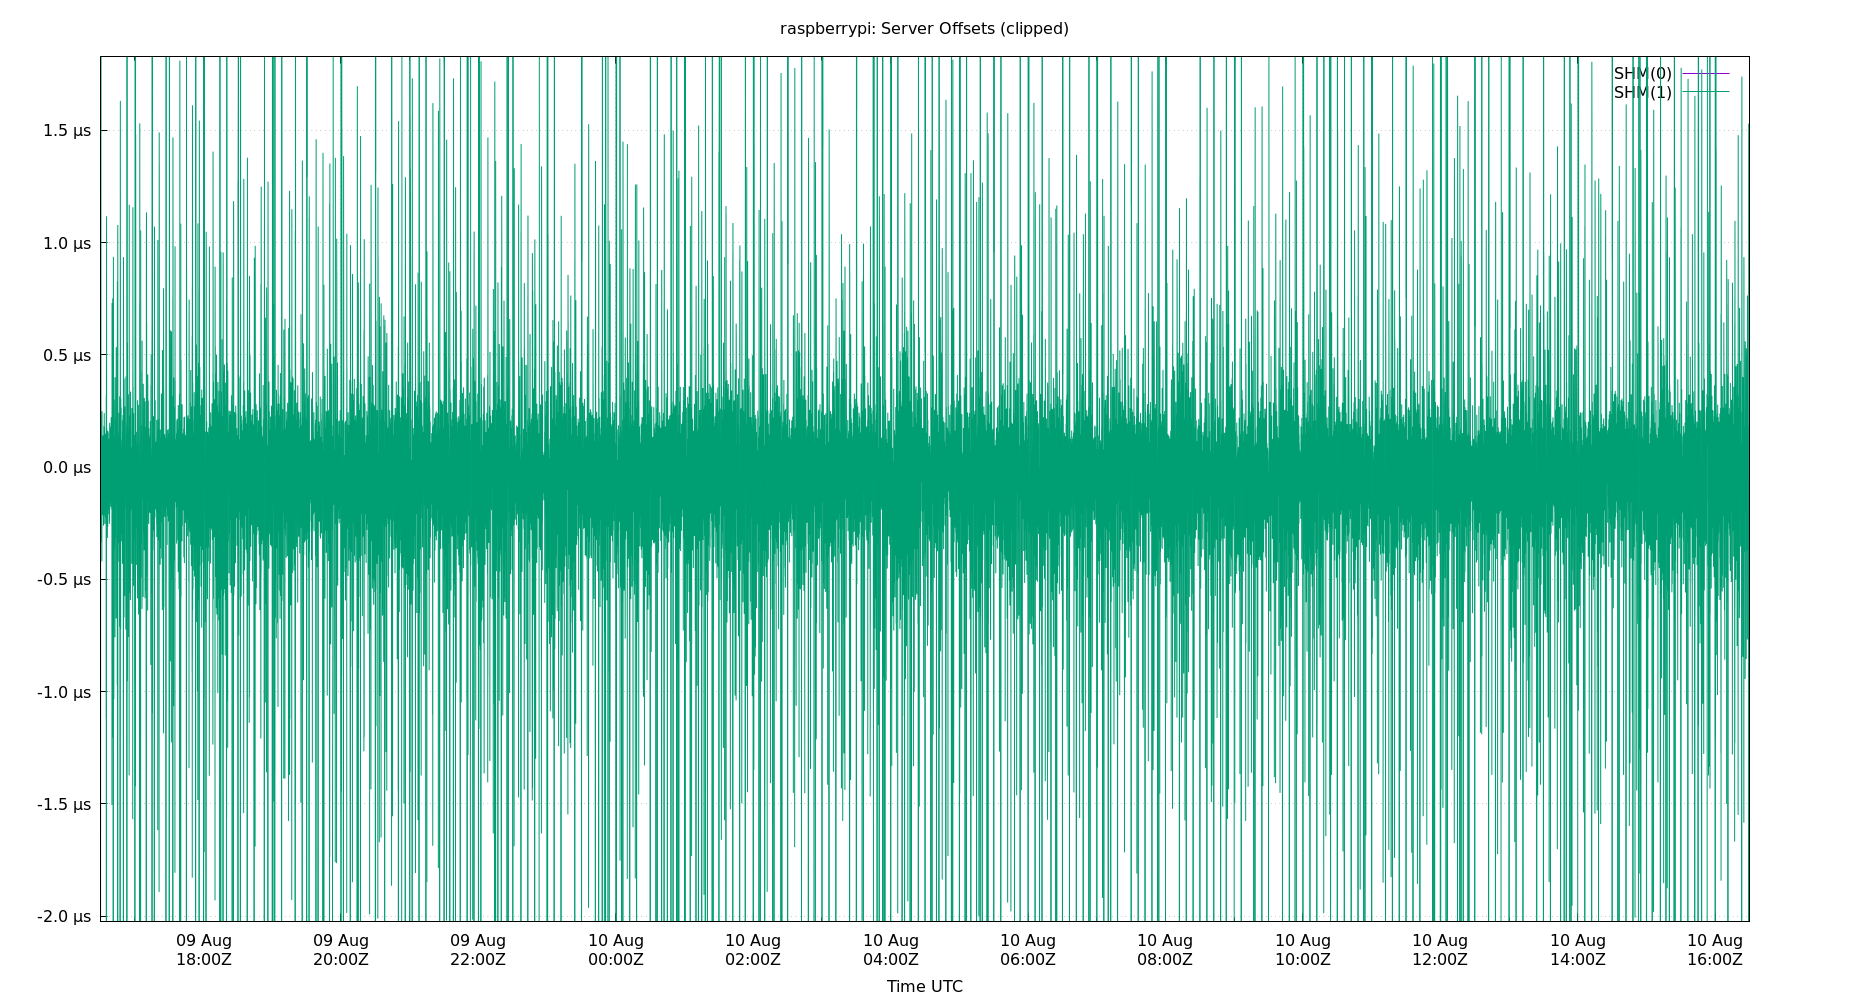 raspberrypi: Server Offsets (clipped)
SHM(0)
SHM(1)
1.5 µs
1.0 µs
0.5 µs
0.0 µs
-0.5 µs
-1.0 µs
-1.5 µs
-2.0 µs
09 Aug 09 Aug 09 Aug 10 Aug 10 Aug 10 Aug 10 Aug 10 Aug 10 Aug 10 Aug 10 Aug 10 Aug
18:00Z 20:00Z 22:00Z 00:00Z 02:00Z 04:00Z 06:00Z 08:00Z 10:00Z 12:00Z 14:00Z 16:00Z
Time UTC